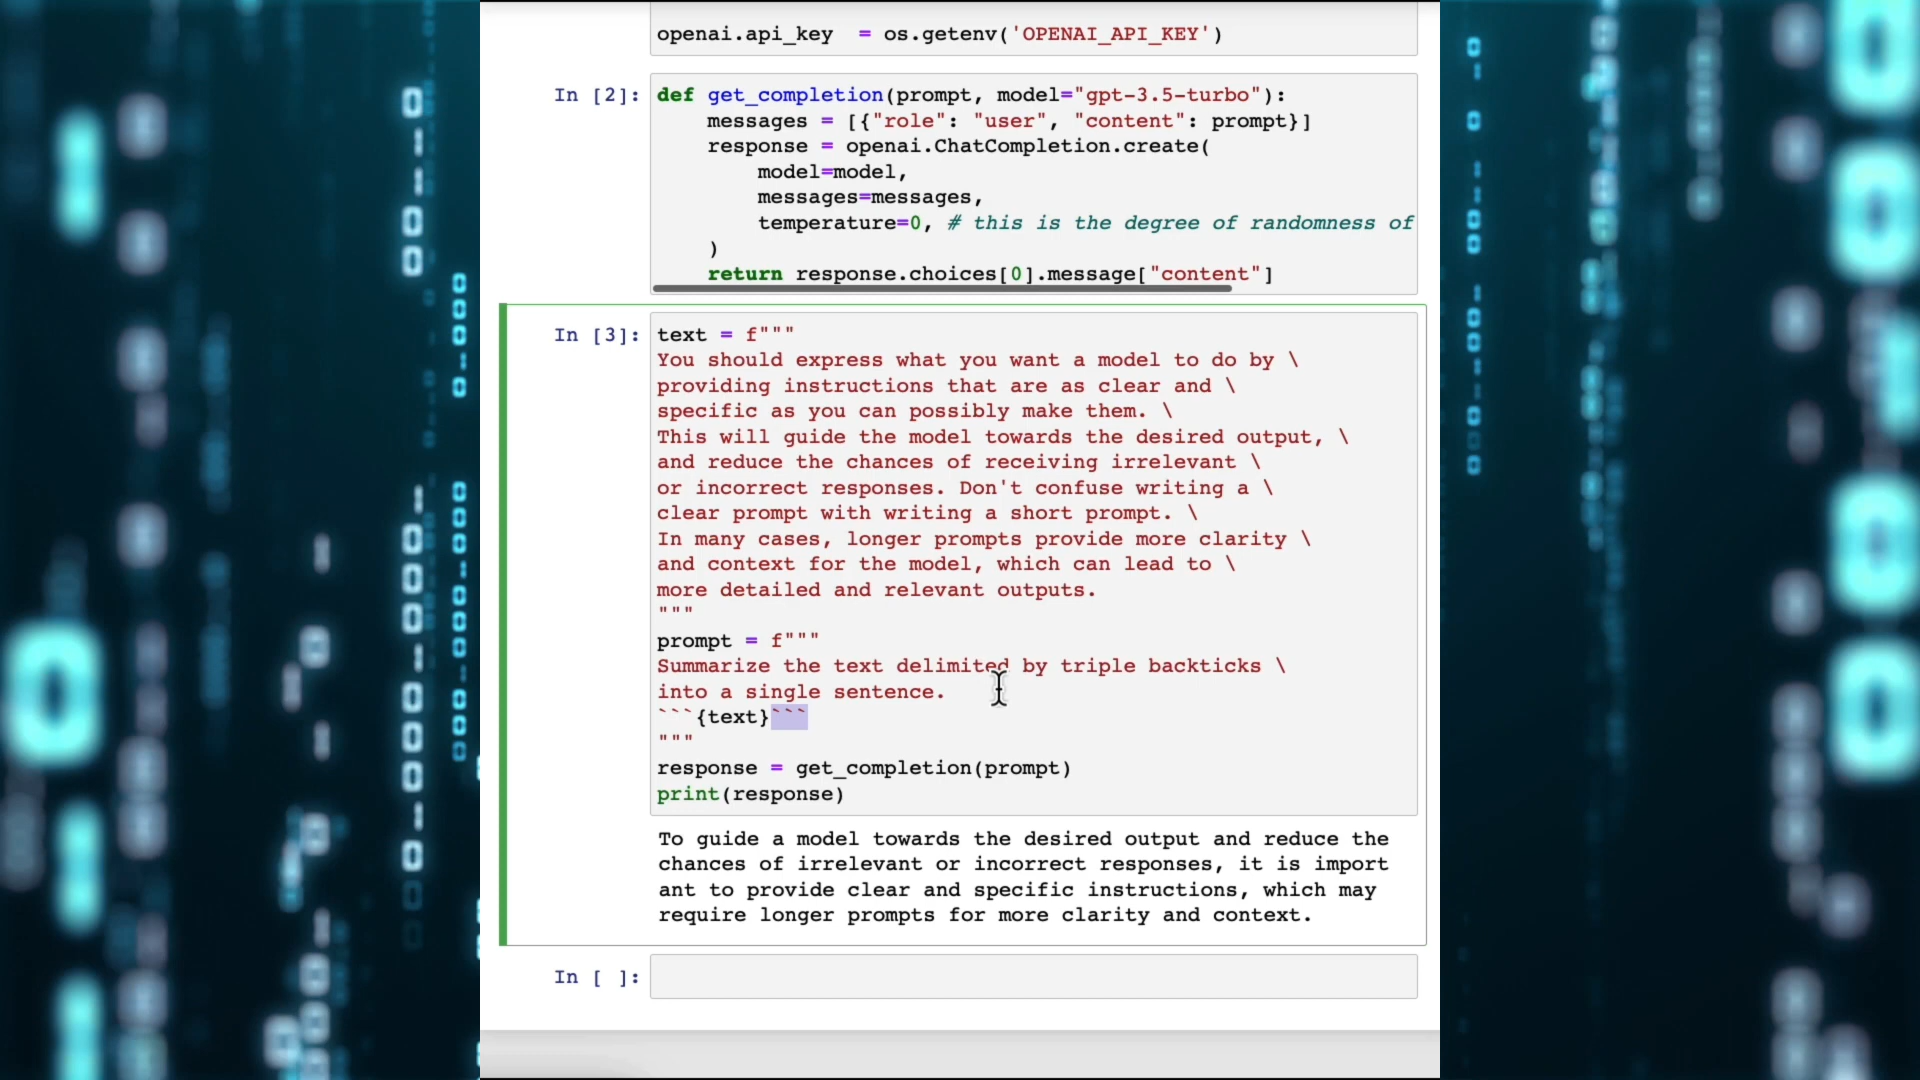 openai.api_key  = os.getenv('OPENAI_API_KEY')
In [2]:
def get_completion(prompt, model="gpt-3.5-turbo"):
    messages = [{"role": "user", "content": prompt}]
    response = openai.ChatCompletion.create(
        model=model,
        messages=messages,
        temperature=0, # this is the degree of randomness of
    )
    return response.choices[0].message["content"]
In [3]:
text = f"""
You should express what you want a model to do by \
providing instructions that are as clear and \
specific as you can possibly make them. \
This will guide the model towards the desired output, \
and reduce the chances of receiving irrelevant \
or incorrect responses. Don't confuse writing a \
clear prompt with writing a short prompt. \
In many cases, longer prompts provide more clarity \
and context for the model, which can lead to \
more detailed and relevant outputs.
"""
prompt = f"""
Summarize the text delimited by triple backticks \
into a single sentence.
```{text}```
"""
response = get_completion(prompt)
print(response)
To guide a model towards the desired output and reduce the
chances of irrelevant or incorrect responses, it is import
ant to provide clear and specific instructions, which may
require longer prompts for more clarity and context.
In [ ]: